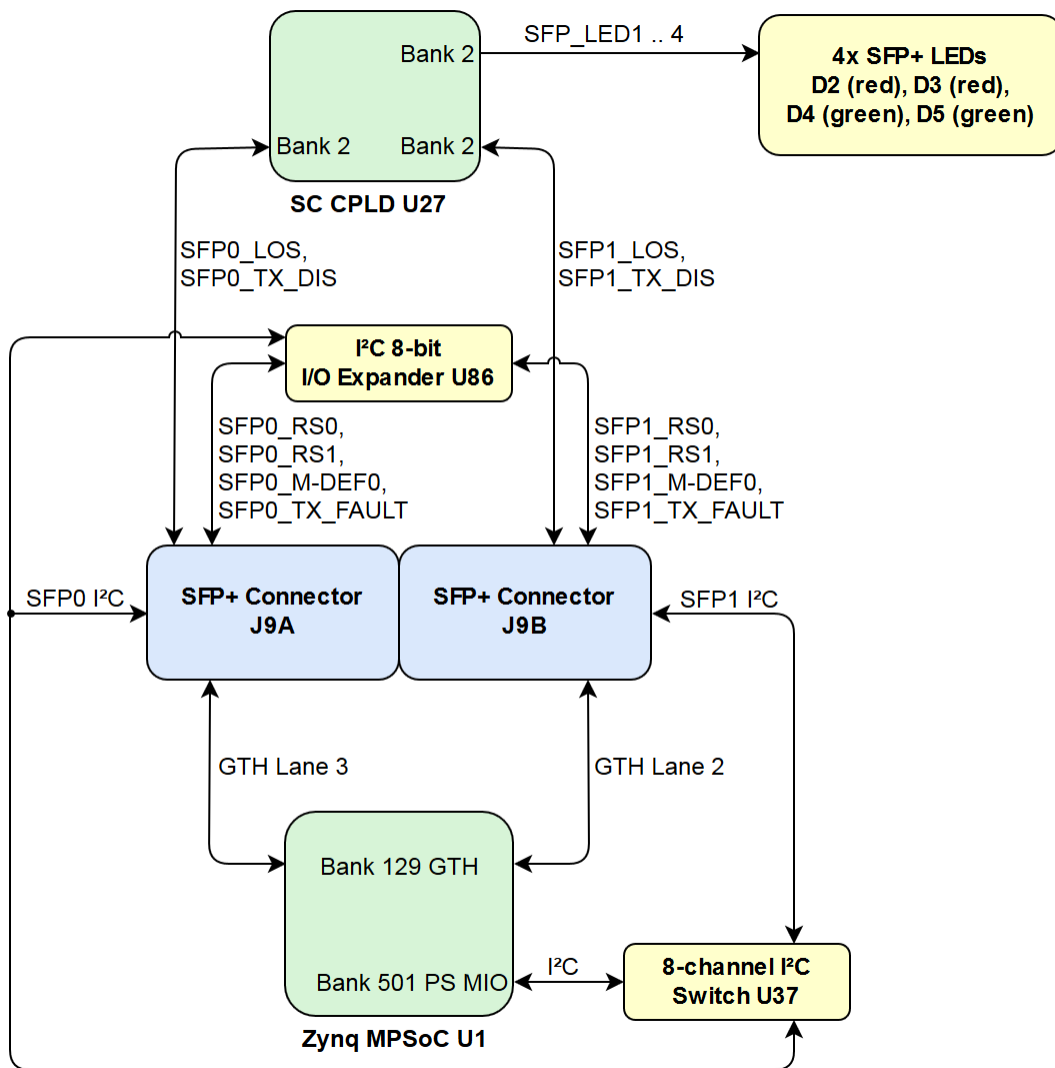 SFP_LED1 .. 4
Bank 2
4x SFP+ LEDs
D2 (red), D3 (red),
D4 (green), D5 (green)
Bank 2
Bank 2
SC CPLD U27
SFP0_LOS,
SFP0_TX_DIS
SFP1_LOS,
SFP1_TX_DIS
I²C 8-bit
I/O Expander U86
SFP0_RS0,
SFP0_RS1,
SFP0_M-DEF0,
SFP0_TX_FAULT
SFP1_RS0,
SFP1_RS1,
SFP1_M-DEF0,
SFP1_TX_FAULT
SFP0 I²C
SFP+ Connector
J9A
SFP+ Connector
J9B
SFP1 I²C
GTH Lane 3
GTH Lane 2
Bank 129 GTH
Bank 501 PS MIO
I²C
8-channel I²C
Switch U37
Zynq MPSoC U1